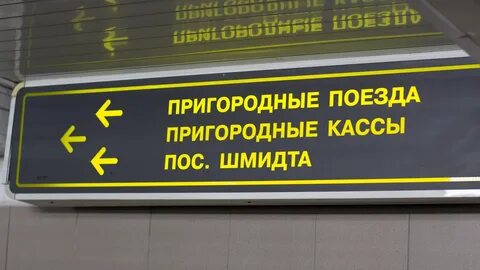 ПРИГОРОДНЫЕ ПОЕЗДА
ПРИГОРОДНЫЕ КАССЫ
ПОС. ШМИДТА